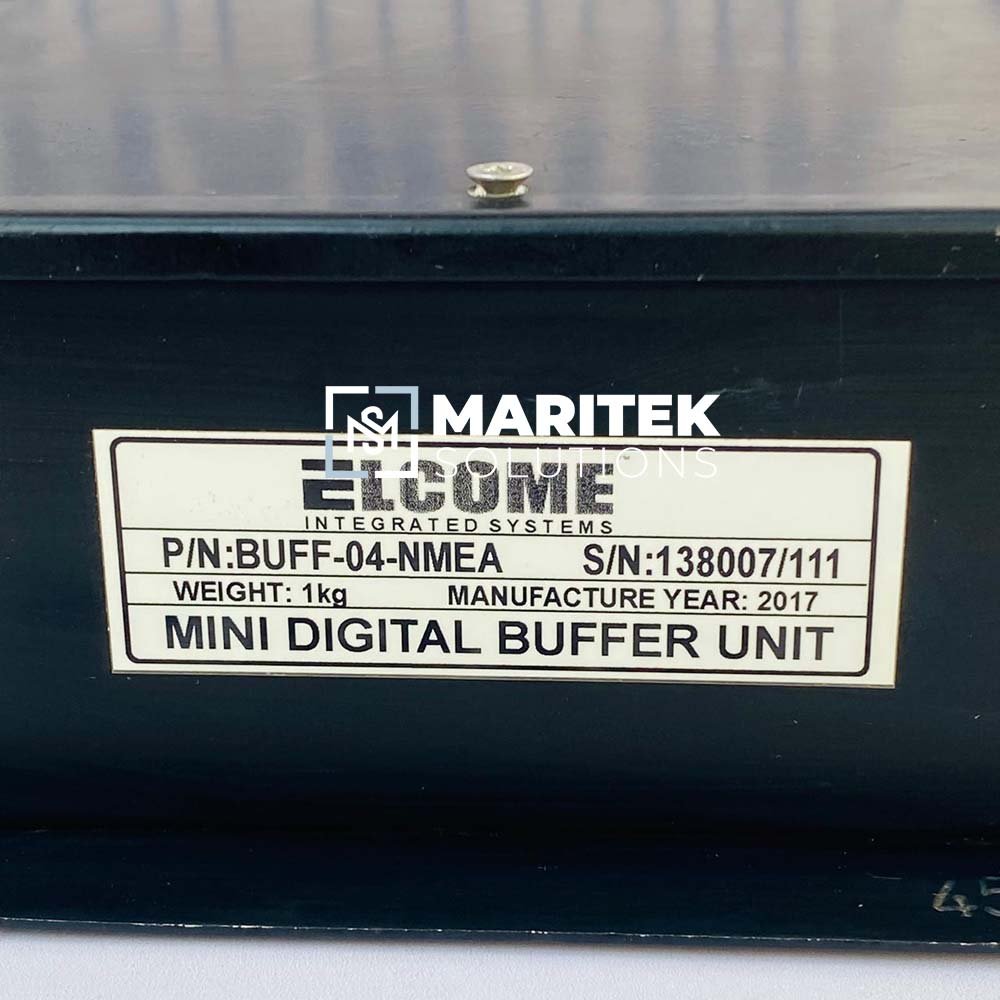 MARITEK
SOLUTIONS
ELCOME
INTEGRATED SYSTEMS
P/N:BUFF-04-NMEA S/N:138007/111
WEIGHT: 1kg MANUFACTURE YEAR: 2017
MINI DIGITAL BUFFER UNIT
45